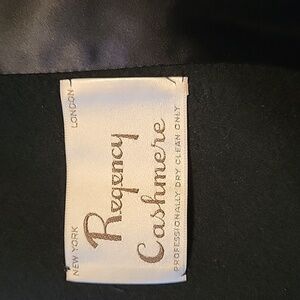 NEW YORK LONDON
Regency
Cashmere
PROFESSIONALLY DRY CLEAN ONLY